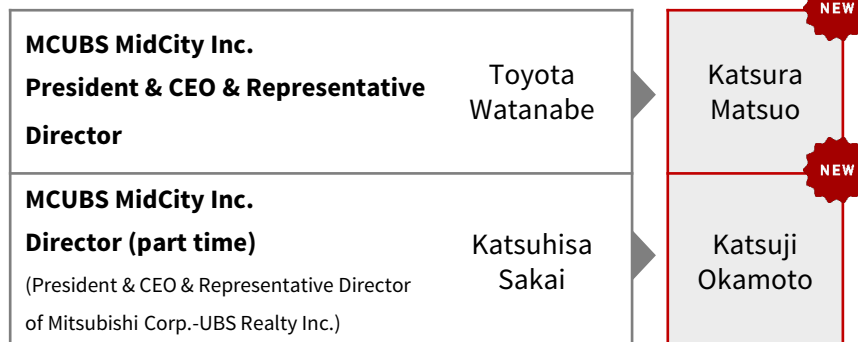 MCUBS MidCity Inc.
President & CEO & Representative
Director
Toyota
Watanabe
Katsura
Matsuo
NEW
MCUBS MidCity Inc.
Director (part time)
(President & CEO & Representative Director
of Mitsubishi Corp.-UBS Realty Inc.)
Katsuhisa
Sakai
Katsuji
Okamoto
NEW